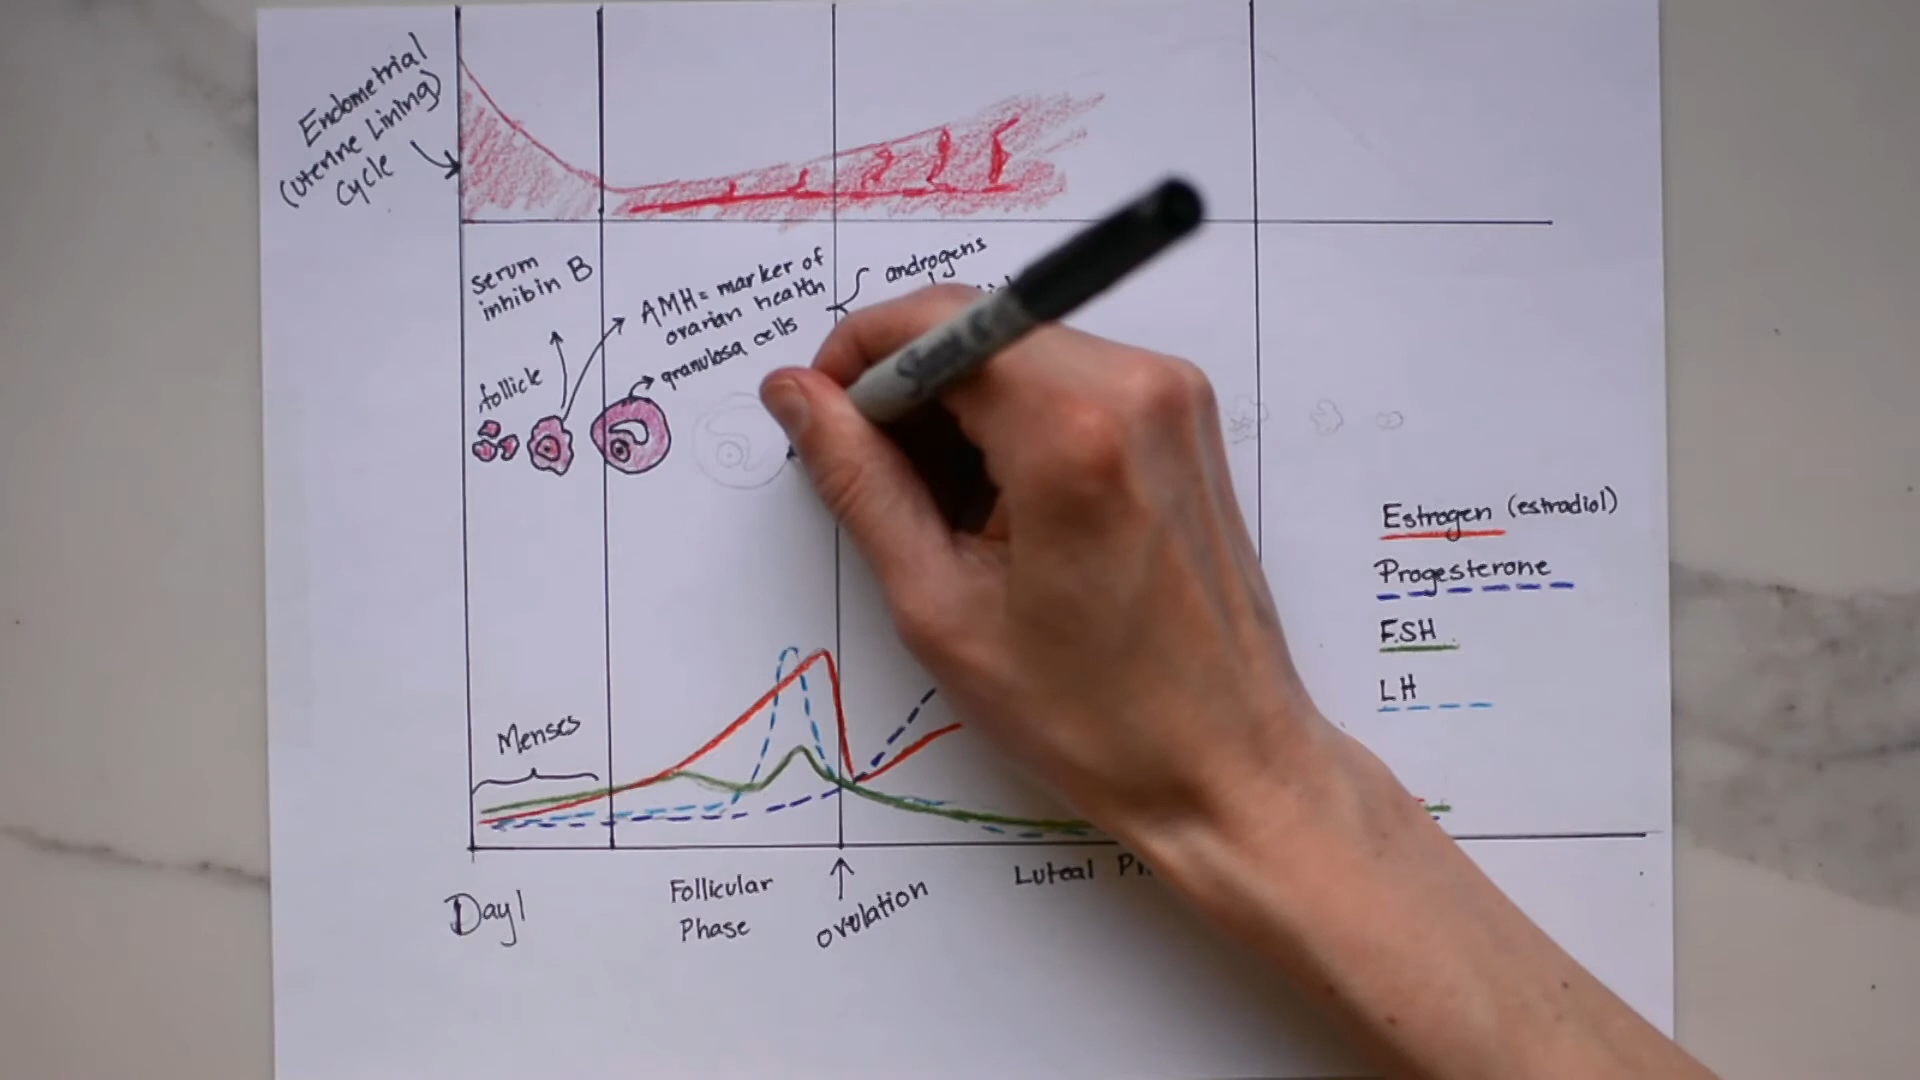 Endometrial
(Uterine Lining)
Cycle
serum
inhibin B
AMH= marker of
ovarian health
granulosa cells
androgens
follicle
Estrogen (estradiol)
Progesterone
FSH
LH
Menses
Day 1
Follicular
Phase
ovulation
Luteal